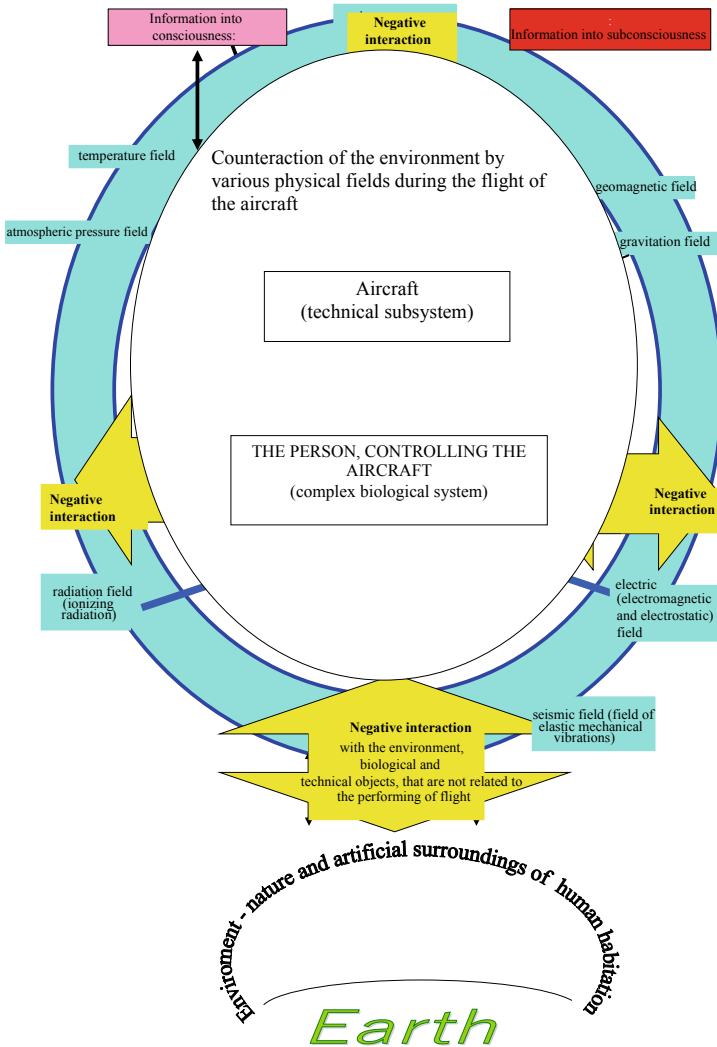 Information into
consciousness:
Negative
interaction
:
Information into subconsciousness
temperature field
Counteraction of the environment by
various physical fields during the flight of
the aircraft
geomagnetic field
atmospheric pressure field
gravitation field
Aircraft
(technical subsystem)
THE PERSON, CONTROLLING THE
AIRCRAFT
(complex biological system)
Negative
interaction
Negative
interaction
radiation field
(ionizing
radiation)
electric
(electromagnetic
and electrostatic)
field
seismic field (field of
elastic mechanical
vibrations)
Negative interaction
with the environment,
biological and
technical objects, that are not related to
the performing of flight
Enviroment - nature and artificial surroundings of human habitation
Earth